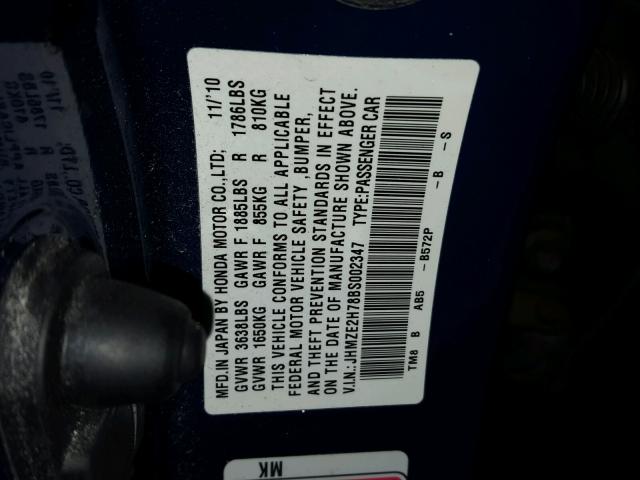 MFD.IN JAPAN BY HONDA MOTOR CO.,LTD; 11/'10
GVWR 3638LBS GAWR F 1885LBS R 1786LBS
GVWR 1650KG GAWR F 855KG R 810KG
THIS VEHICLE CONFORMS TO ALL APPLICABLE
FEDERAL MOTOR VEHICLE SAFETY ,BUMPER,
AND THEFT PREVENTION STANDARDS IN EFFECT
ON THE DATE OF MANUFACTURE SHOWN ABOVE.
V.I.N.:JHMZE2H78BS002347 TYPE:PASSENGER CAR
TM8 B AB5 -B572P -B -S
MK